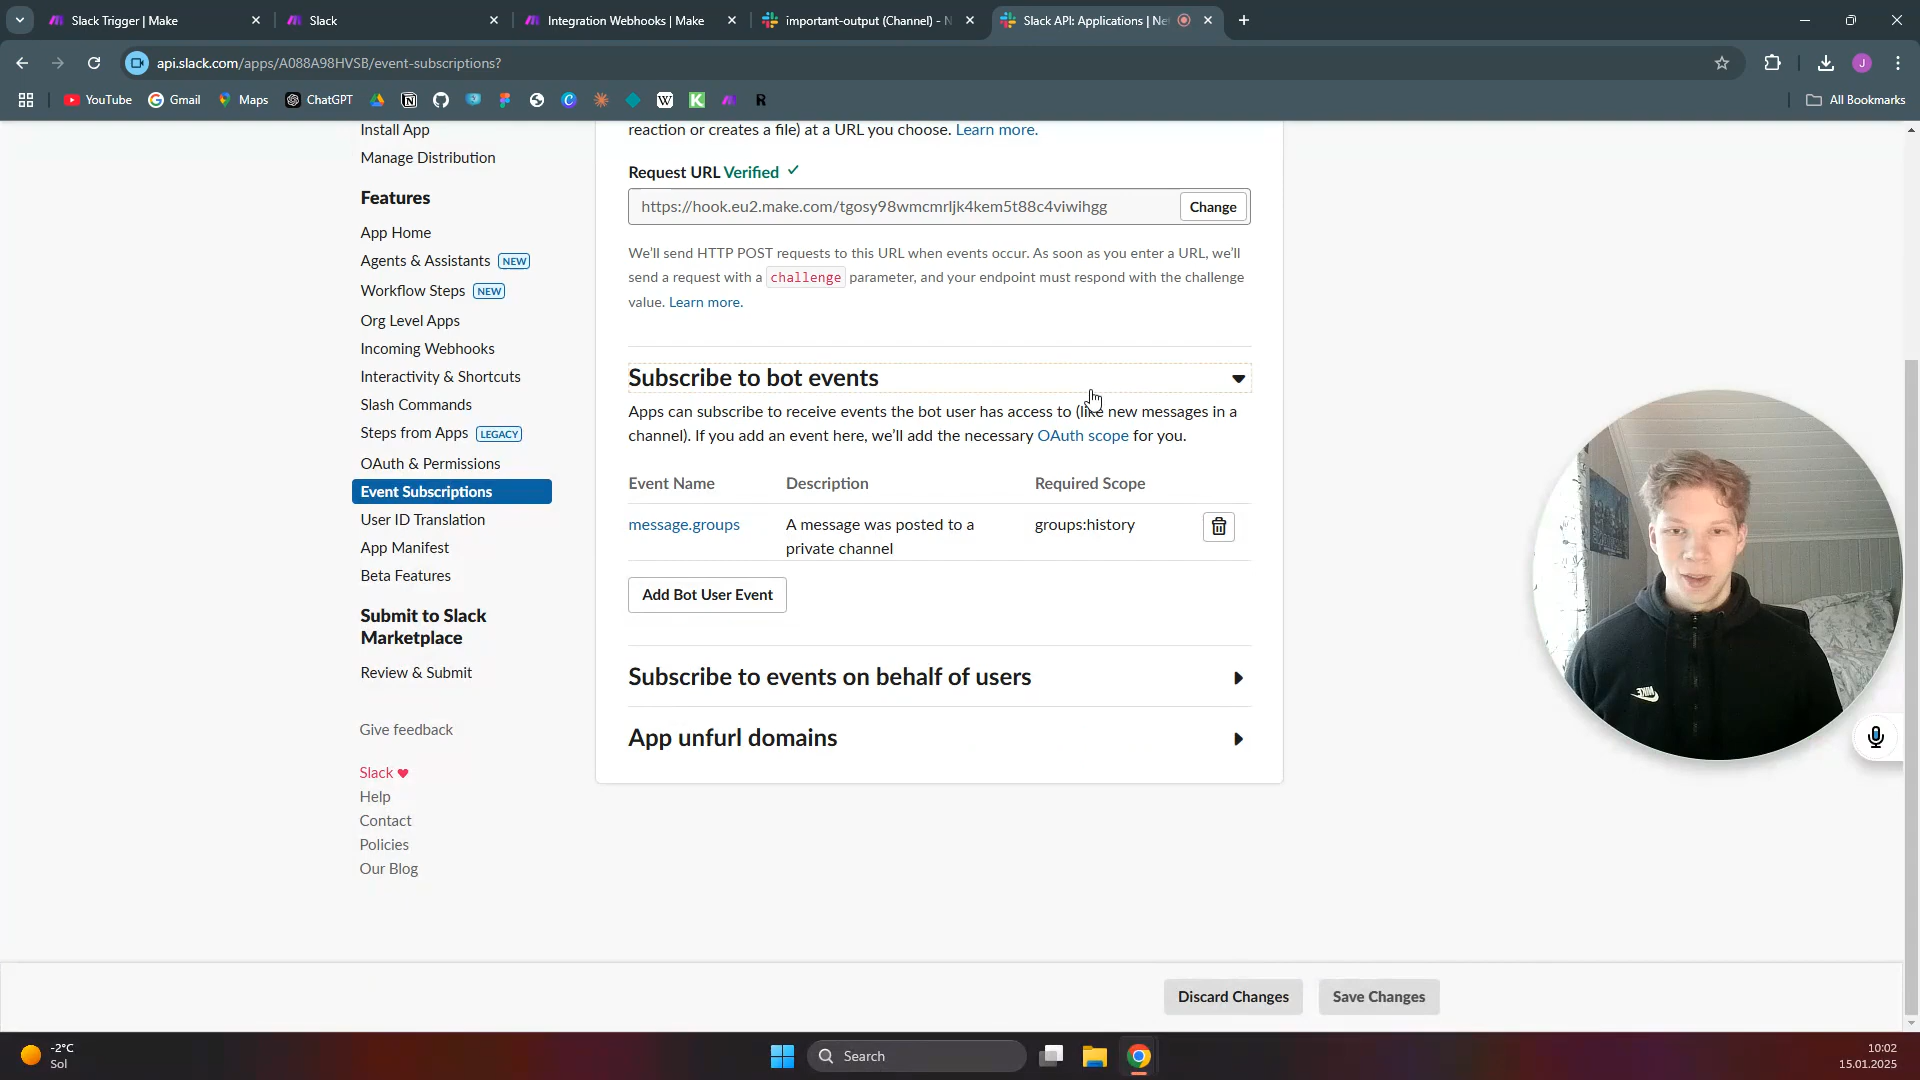 Slack Trigger | Make
Slack
Integration Webhooks | Make
important-output (Channel) - N
Slack API: Applications | Ne
api.slack.com/apps/A088A98HVSB/event-subscriptions?
J
YouTube
Gmail
Maps
ChatGPT
All Bookmarks
Install App
Manage Distribution
Features
App Home
Agents & Assistants NEW
Workflow Steps NEW
Org Level Apps
Incoming Webhooks
Interactivity & Shortcuts
Slash Commands
Steps from Apps LEGACY
OAuth & Permissions
Event Subscriptions
User ID Translation
App Manifest
Beta Features
Submit to Slack
Marketplace
Review & Submit
Give feedback
Slack
Help
Contact
Policies
Our Blog
reaction or creates a file) at a URL you choose. Learn more.
Request URL Verified
https://hook.eu2.make.com/tgosy98wmcmrljk4kem5t88c4viwihgg
Change
We'll send HTTP POST requests to this URL when events occur. As soon as you enter a URL, we'll
send a request with a challenge parameter, and your endpoint must respond with the challenge
value. Learn more.
Subscribe to bot events
Apps can subscribe to receive events the bot user has access to (like new messages in a
channel). If you add an event here, we'll add the necessary OAuth scope for you.
Event Name Description Required Scope
message.groups A message was posted to a groups:history
private channel
Add Bot User Event
Subscribe to events on behalf of users
App unfurl domains
Discard Changes
Save Changes
NIKE
-2°C
Sol
Search
10:02
15.01.2025